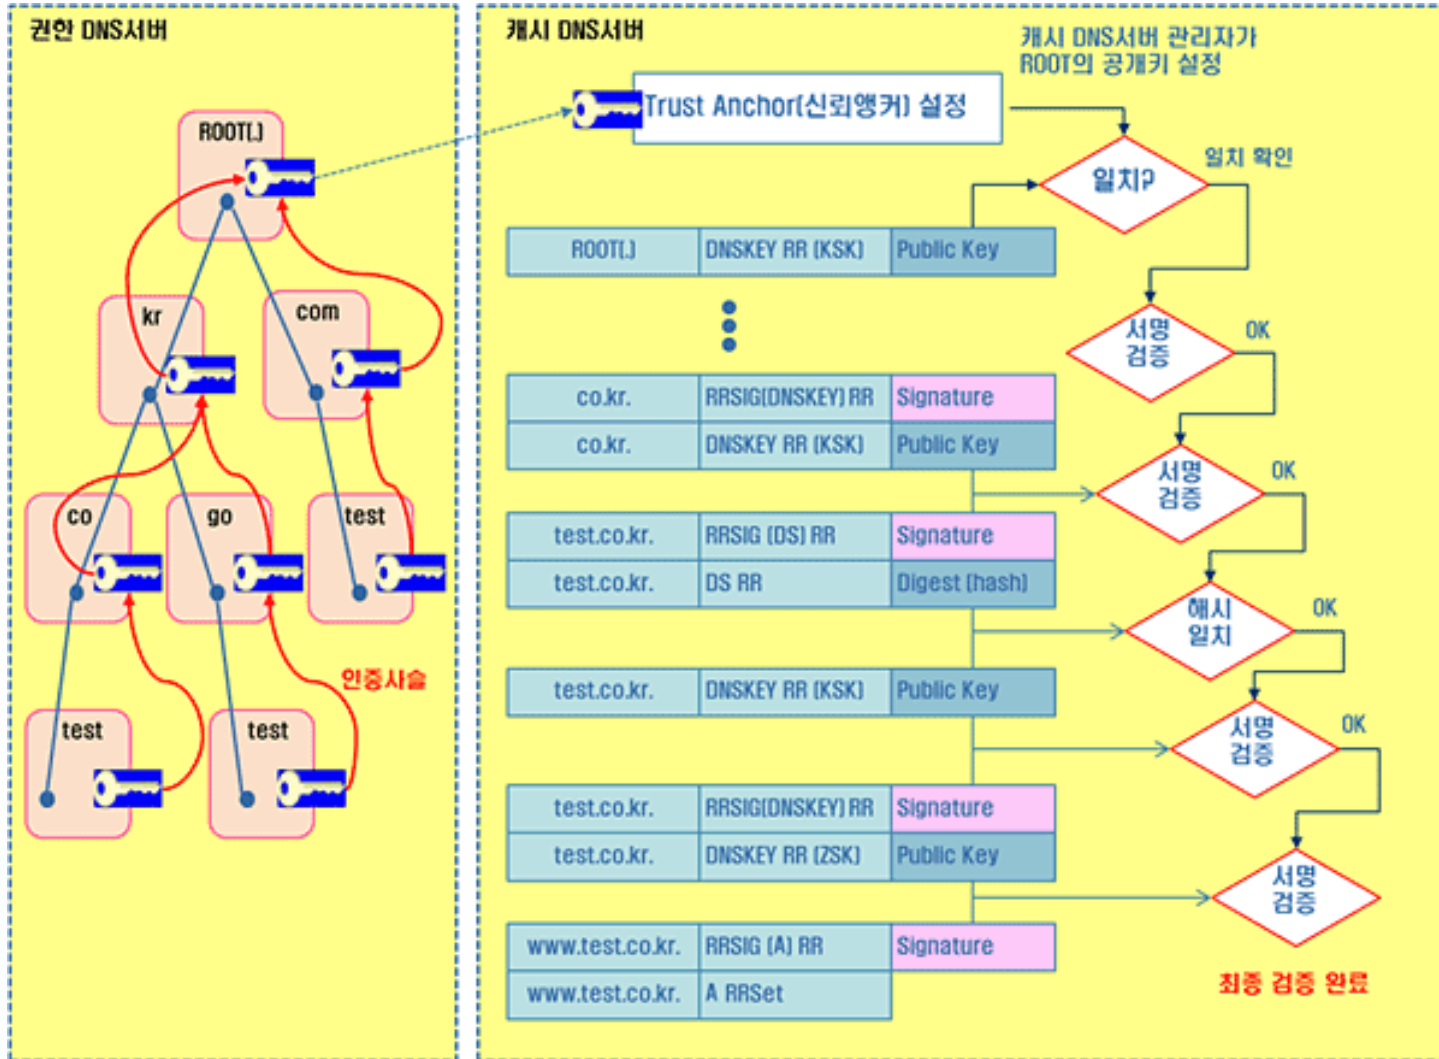 권한 DNS서버
ROOT(.)
kr
com
co
go
test
인증사슬
test
test
캐시 DNS서버
캐시 DNS서버 관리자가
ROOT의 공개키 설정
Trust Anchor(신뢰앵커) 설정
일치?
일치 확인
ROOT(.) DNSKEY RR (KSK) Public Key
서명
검증
OK
co.kr. RRSIG(DNSKEY) RR Signature
co.kr. DNSKEY RR (KSK) Public Key
서명
검증
OK
test.co.kr. RRSIG (DS) RR Signature
test.co.kr. DS RR Digest (hash)
해시
일치
OK
test.co.kr. DNSKEY RR (KSK) Public Key
서명
검증
OK
test.co.kr. RRSIG(DNSKEY) RR Signature
test.co.kr. DNSKEY RR (ZSK) Public Key
서명
검증
www.test.co.kr. RRSIG (A) RR Signature
www.test.co.kr. A RRSet
최종 검증 완료